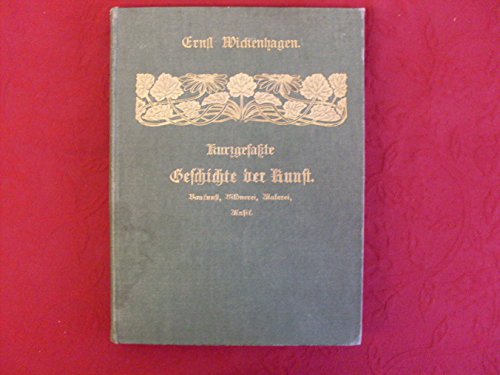 Ernst Wickenhagen.
Kurzgefaßte
Geschichte der Kunst.
Baukunst, Bildnerei, Malerei,
Musik.